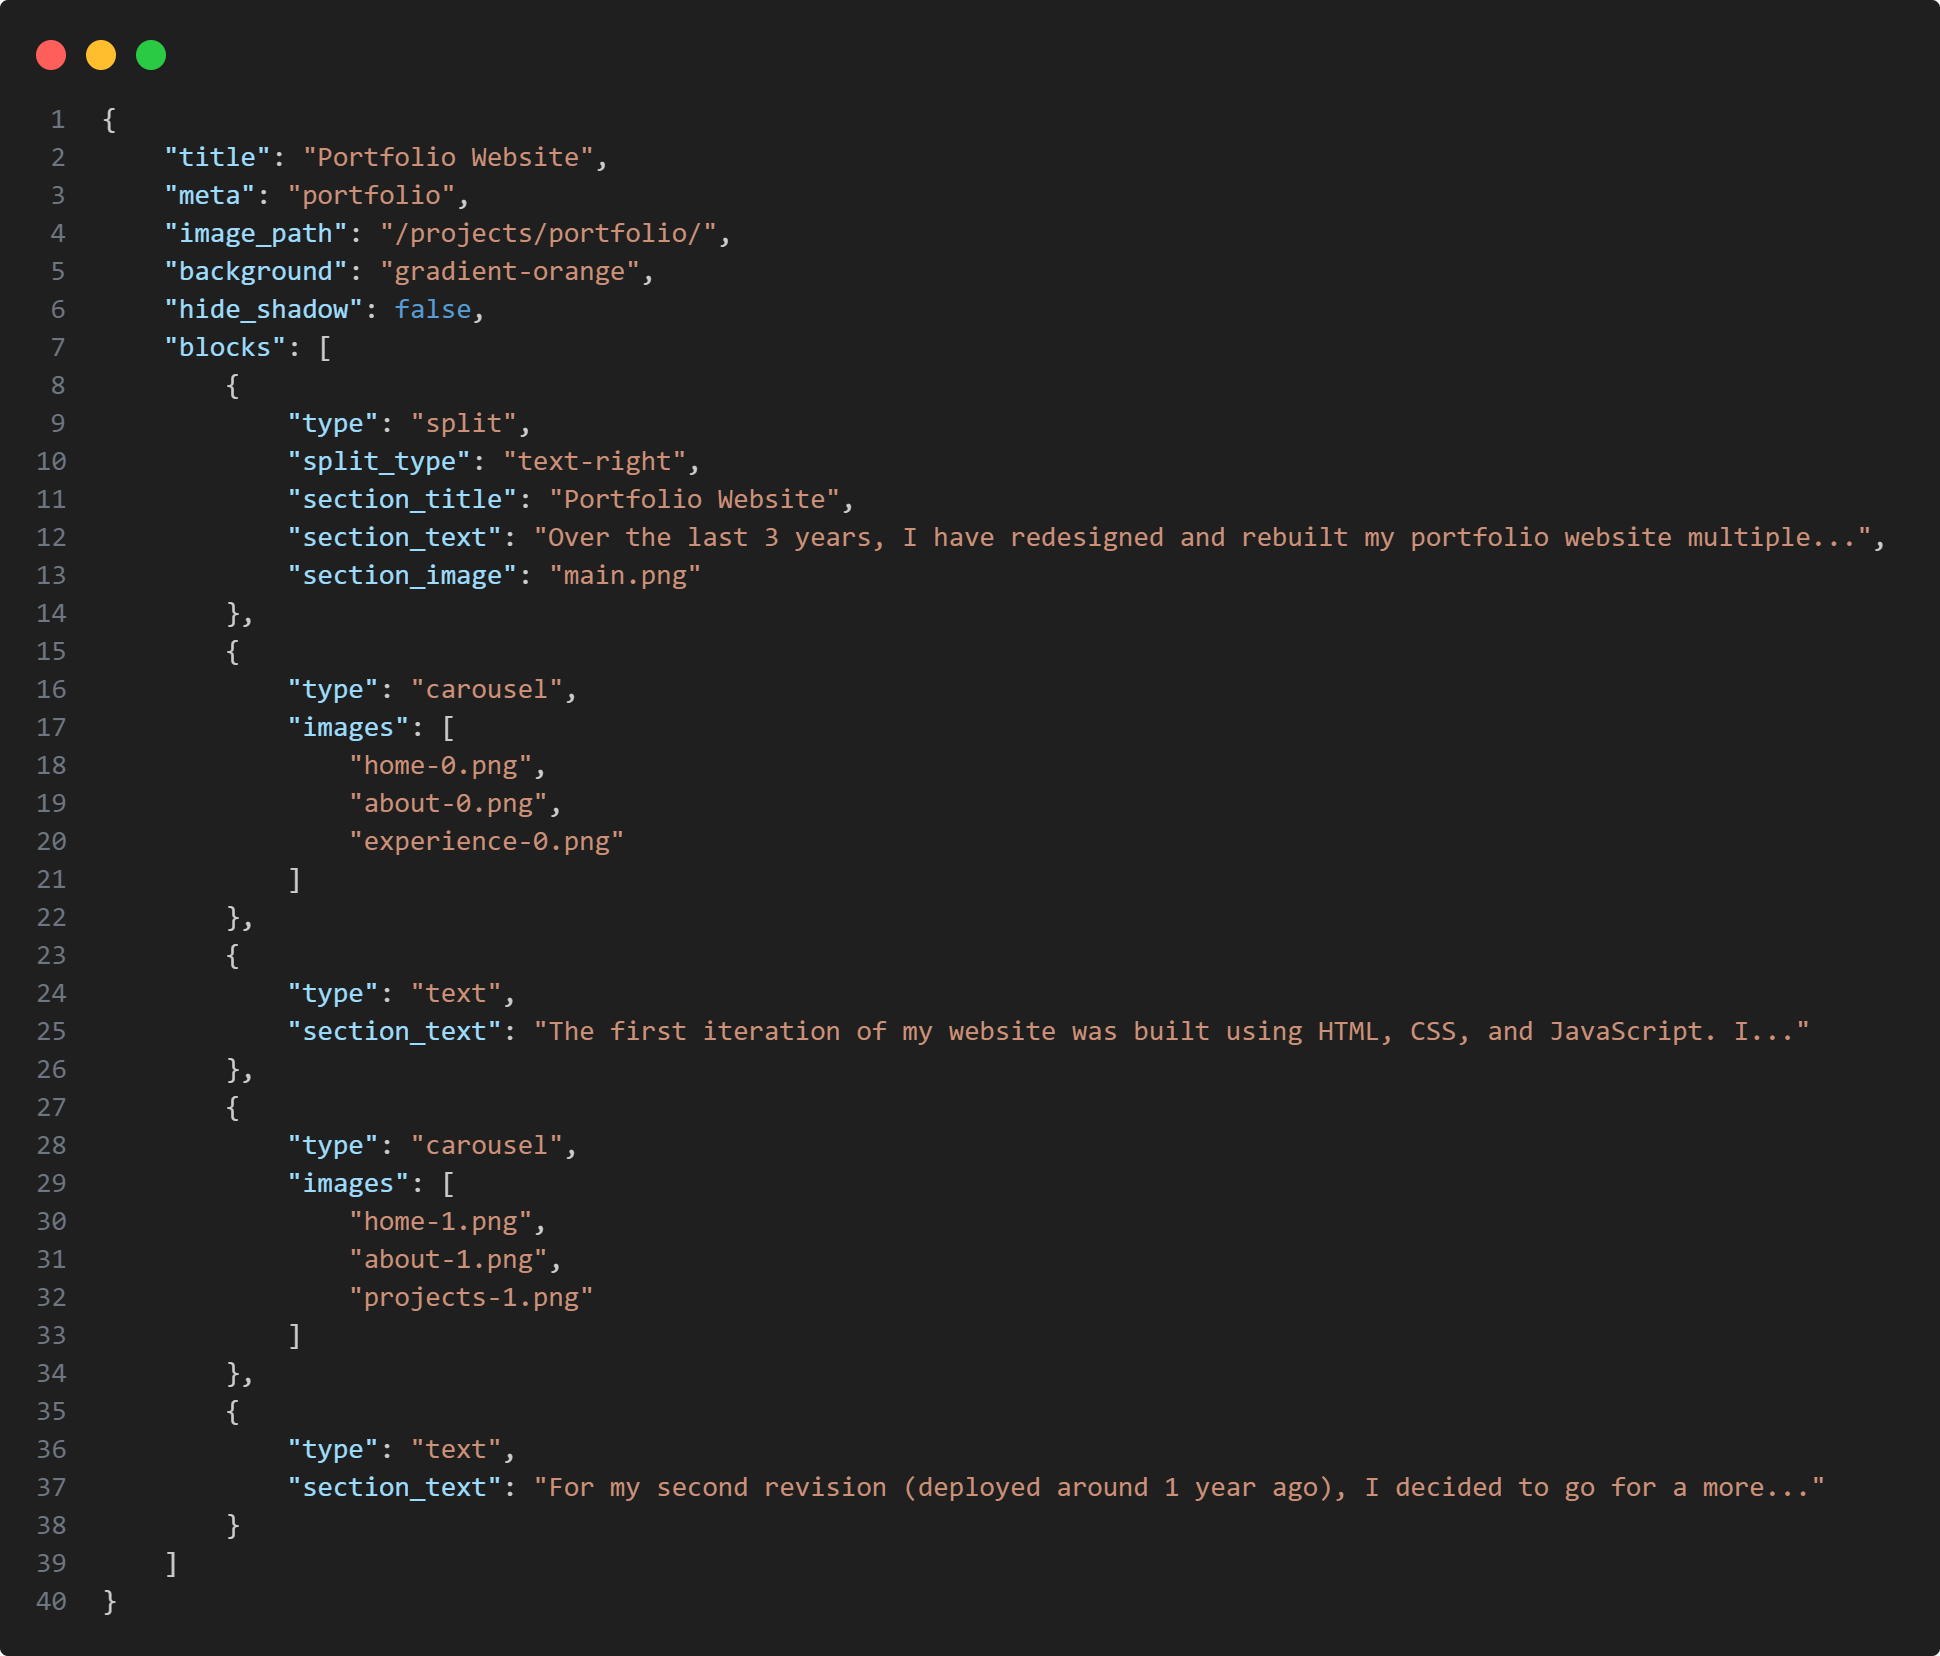 1 {
2     "title": "Portfolio Website",
3     "meta": "portfolio",
4     "image_path": "/projects/portfolio/",
5     "background": "gradient-orange",
6     "hide_shadow": false,
7     "blocks": [
8         {
9             "type": "split",
10             "split_type": "text-right",
11             "section_title": "Portfolio Website",
12             "section_text": "Over the last 3 years, I have redesigned and rebuilt my portfolio website multiple...",
13             "section_image": "main.png"
14         },
15         {
16             "type": "carousel",
17             "images": [
18                 "home-0.png",
19                 "about-0.png",
20                 "experience-0.png"
21             ]
22         },
23         {
24             "type": "text",
25             "section_text": "The first iteration of my website was built using HTML, CSS, and JavaScript. I..."
26         },
27         {
28             "type": "carousel",
29             "images": [
30                 "home-1.png",
31                 "about-1.png",
32                 "projects-1.png"
33             ]
34         },
35         {
36             "type": "text",
37             "section_text": "For my second revision (deployed around 1 year ago), I decided to go for a more..."
38         }
39     ]
40 }